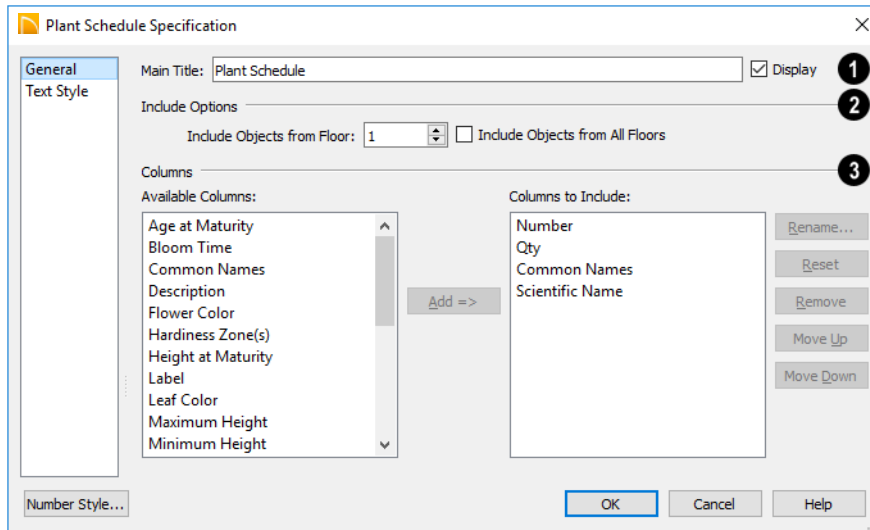 Plant Schedule Specification
General
Text Style
Main Title: Plant Schedule Display 1
Include Options 2
Include Objects from Floor: 1 Include Objects from All Floors
Columns 3
Available Columns:
Age at Maturity
Bloom Time
Common Names
Description
Flower Color
Hardiness Zone(s)
Height at Maturity
Label
Leaf Color
Maximum Height
Minimum Height
Add =>
Columns to Include:
Number
Qty
Common Names
Scientific Name
Rename...
Reset
Remove
Move Up
Move Down
Number Style... OK Cancel Help